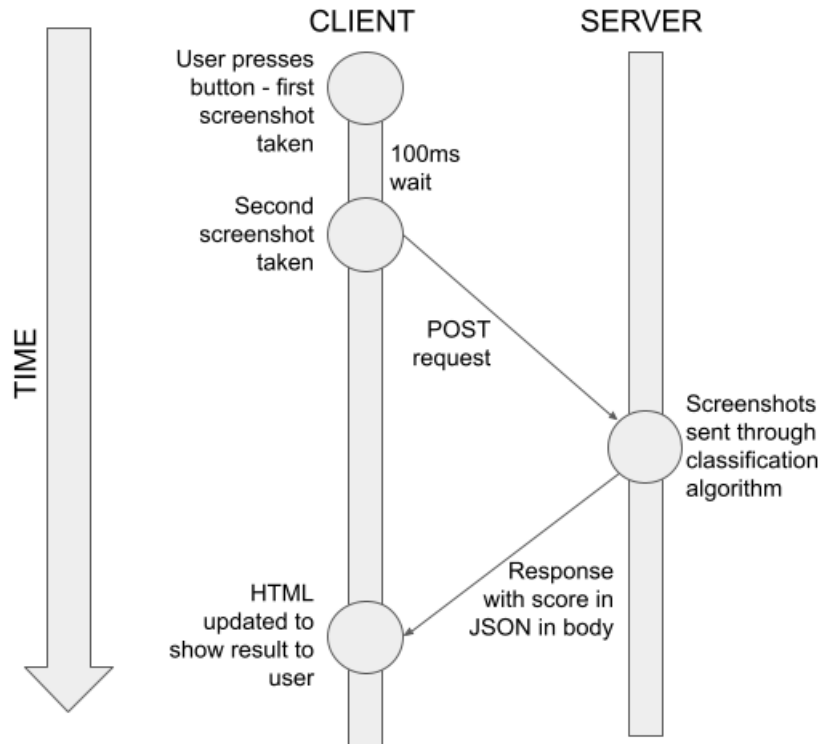 CLIENT
SERVER
User presses
button - first
screenshot
taken
100ms
wait
Second
screenshot
taken
TIME
POST
request
Screenshots
sent through
classification
algorithm
Response
with score in
JSON in body
HTML
updated to
show result to
user